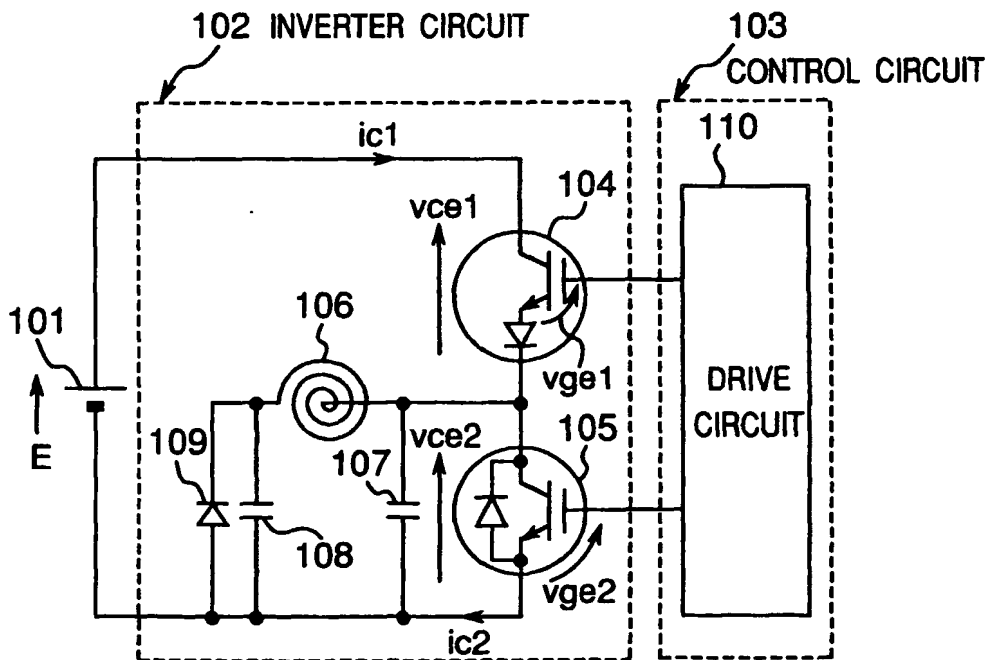 102 INVERTER CIRCUIT
103
CONTROL CIRCUIT
ic1
110
104
vce1
106
101
vge1
E
109
vce2
105
107
DRIVE
CIRCUIT
108
vge2
ic2